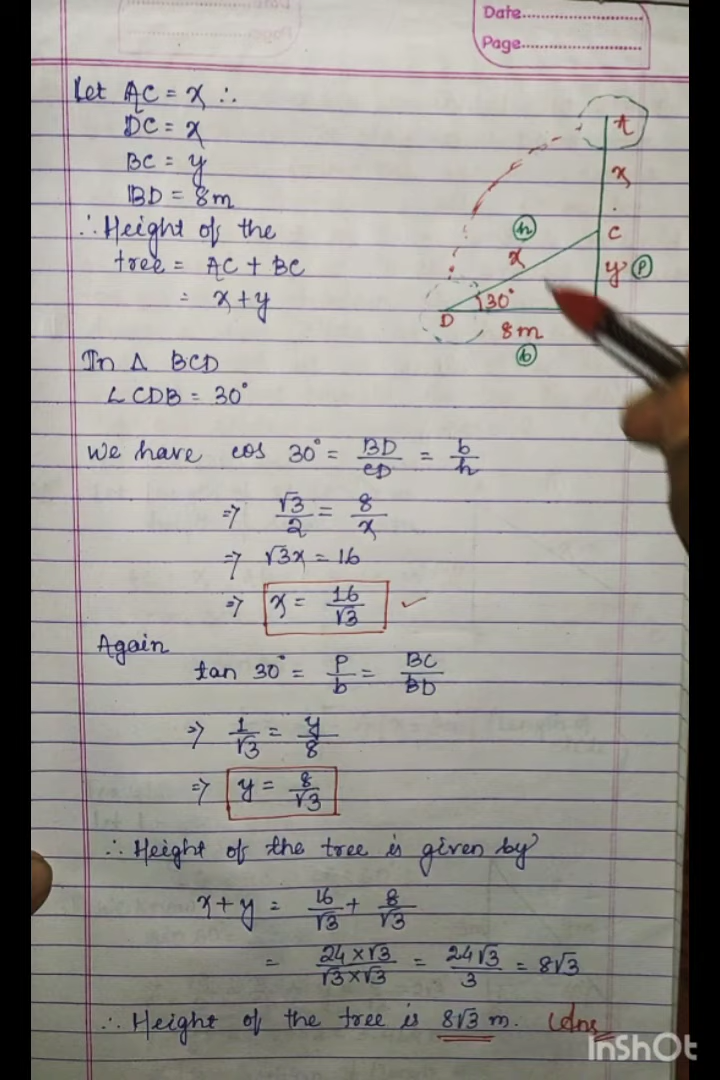 Date
Page
Let AC = x ∴
DC = x
BC = y
BD = 8m
∴ Height of the
tree = AC + BC
= x+y
A
x
C
h
x
y P
30°
D
8m
b
In Δ BCD
∠CDB = 30°
we have cos 30° = BD/CD = b/h
⇒ √3/2 = 8/x
⇒ √3x = 16
⇒ x = 16/√3 ✓
Again
tan 30° = P/b = BC/BD
⇒ 1/√3 = y/8
⇒ y = 8/√3
∴ Height of the tree is given by
x+y = 16/√3 + 8/√3
= 24×√3/√3×√3 = 24√3/3 = 8√3
∴ Height of the tree is 8√3 m. (Ans
InShOt